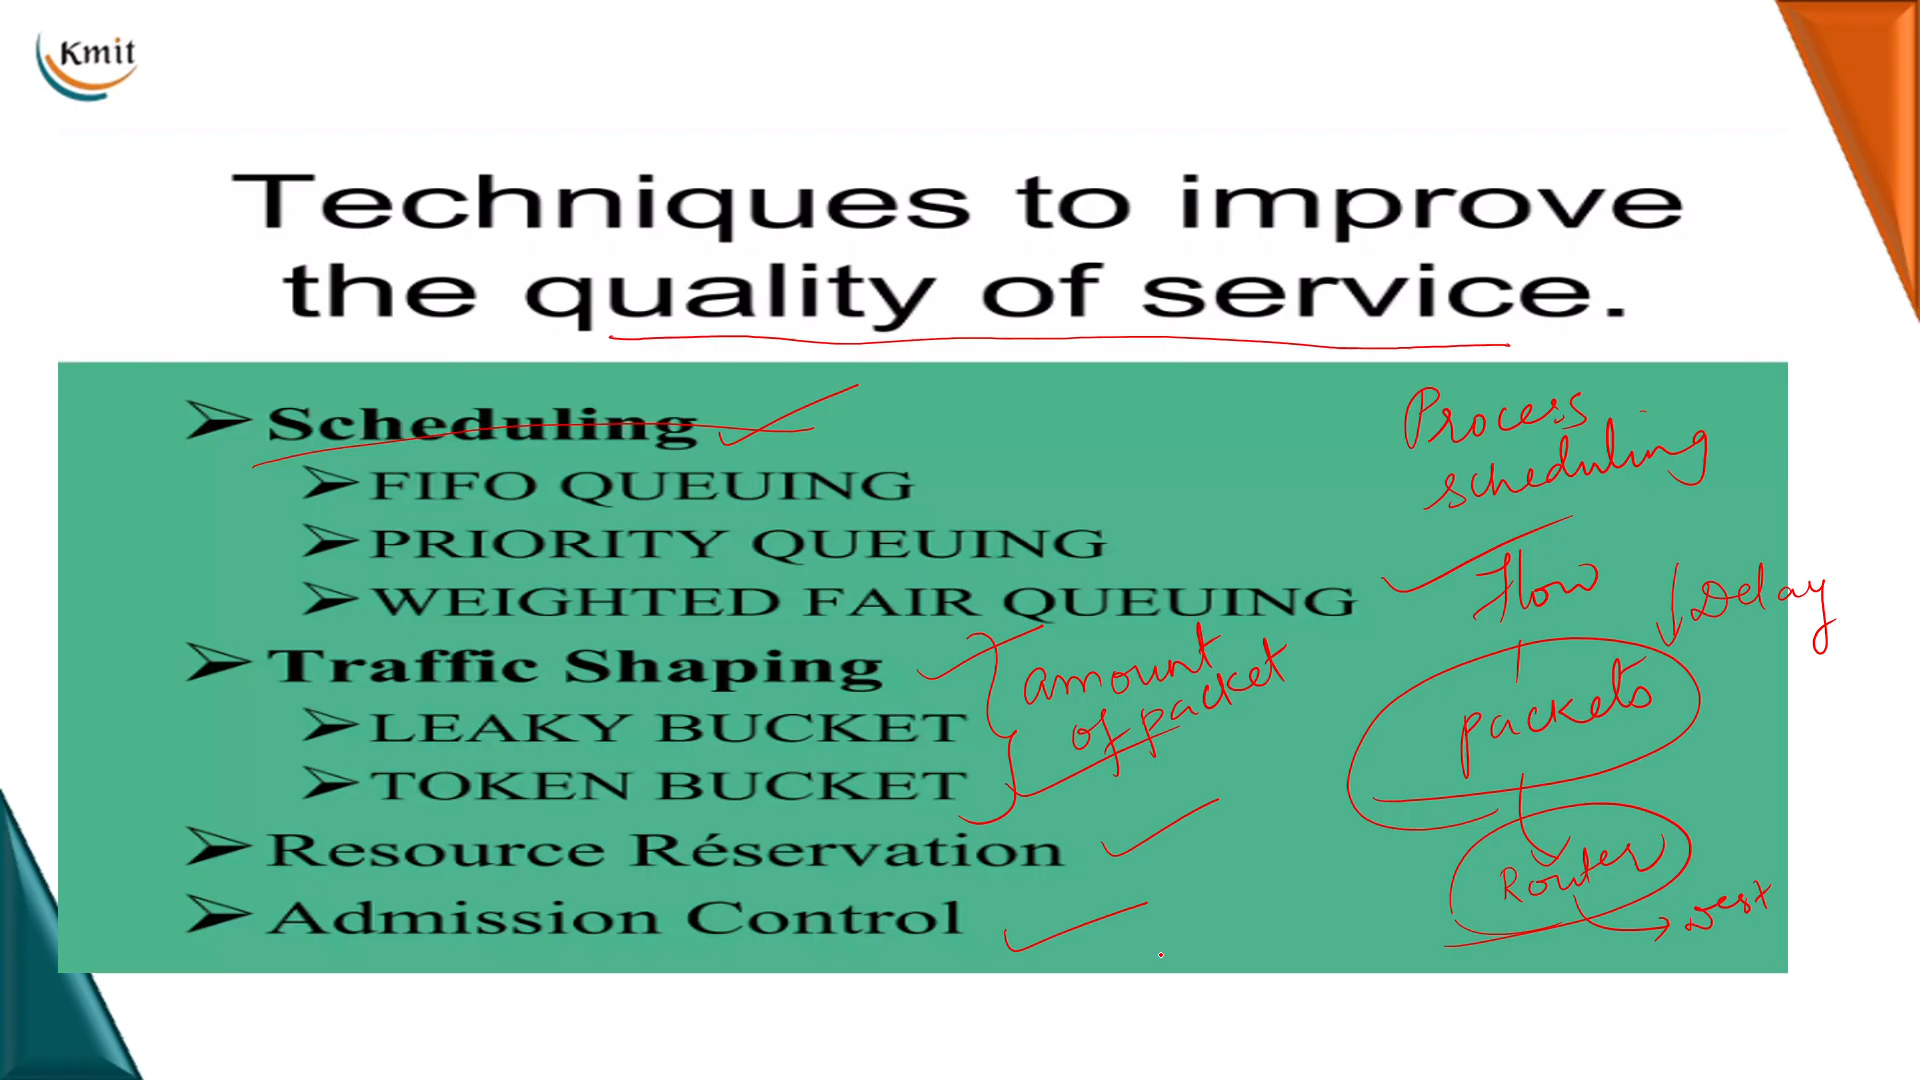 Kmit
Techniques to improve
the quality of service.
Scheduling
FIFO QUEUING
PRIORITY QUEUING
WEIGHTED FAIR QUEUING
Traffic Shaping
LEAKY BUCKET
TOKEN BUCKET
Resource Réservation
Admission Control
amount
of packet
Process
scheduling
Flow
Delay
packets
Router